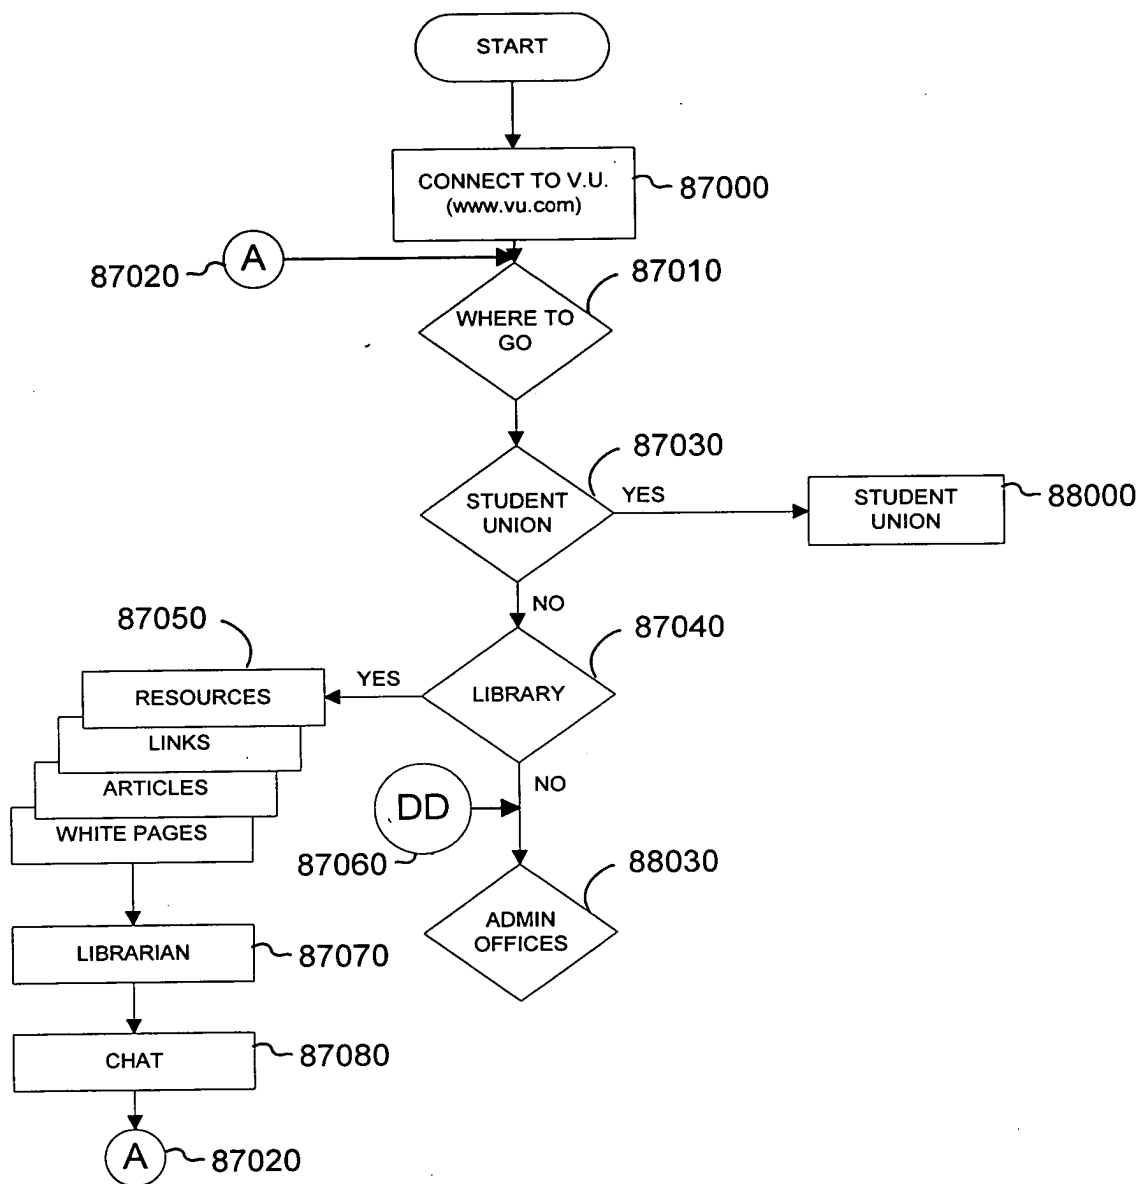 START
CONNECT TO V.U.
(www.vu.com)
87000
A
87020
87010
WHERE TO
GO
87030
STUDENT
UNION
YES
STUDENT
UNION
88000
NO
87050
87040
RESOURCES
YES
LIBRARY
LINKS
ARTICLES
WHITE PAGES
NO
DD
87060
88030
ADMIN
OFFICES
LIBRARIAN
87070
CHAT
87080
A
87020